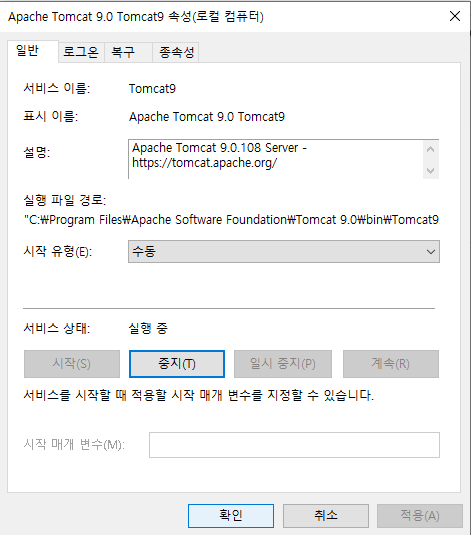 Apache Tomcat 9.0 Tomcat9 속성(로컬 컴퓨터)
일반 로그온 복구 종속성
서비스 이름: Tomcat9
표시 이름: Apache Tomcat 9.0 Tomcat9
설명: Apache Tomcat 9.0.108 Server -
https://tomcat.apache.org/
실행 파일 경로:
"C:₩Program Files₩Apache Software Foundation₩Tomcat 9.0₩bin₩Tomcat9
시작 유형(E): 수동
서비스 상태: 실행 중
시작(S) 중지(T) 일시 중지(P) 계속(R)
서비스를 시작할 때 적용할 시작 매개 변수를 지정할 수 있습니다.
시작 매개 변수(M):
확인 취소 적용(A)